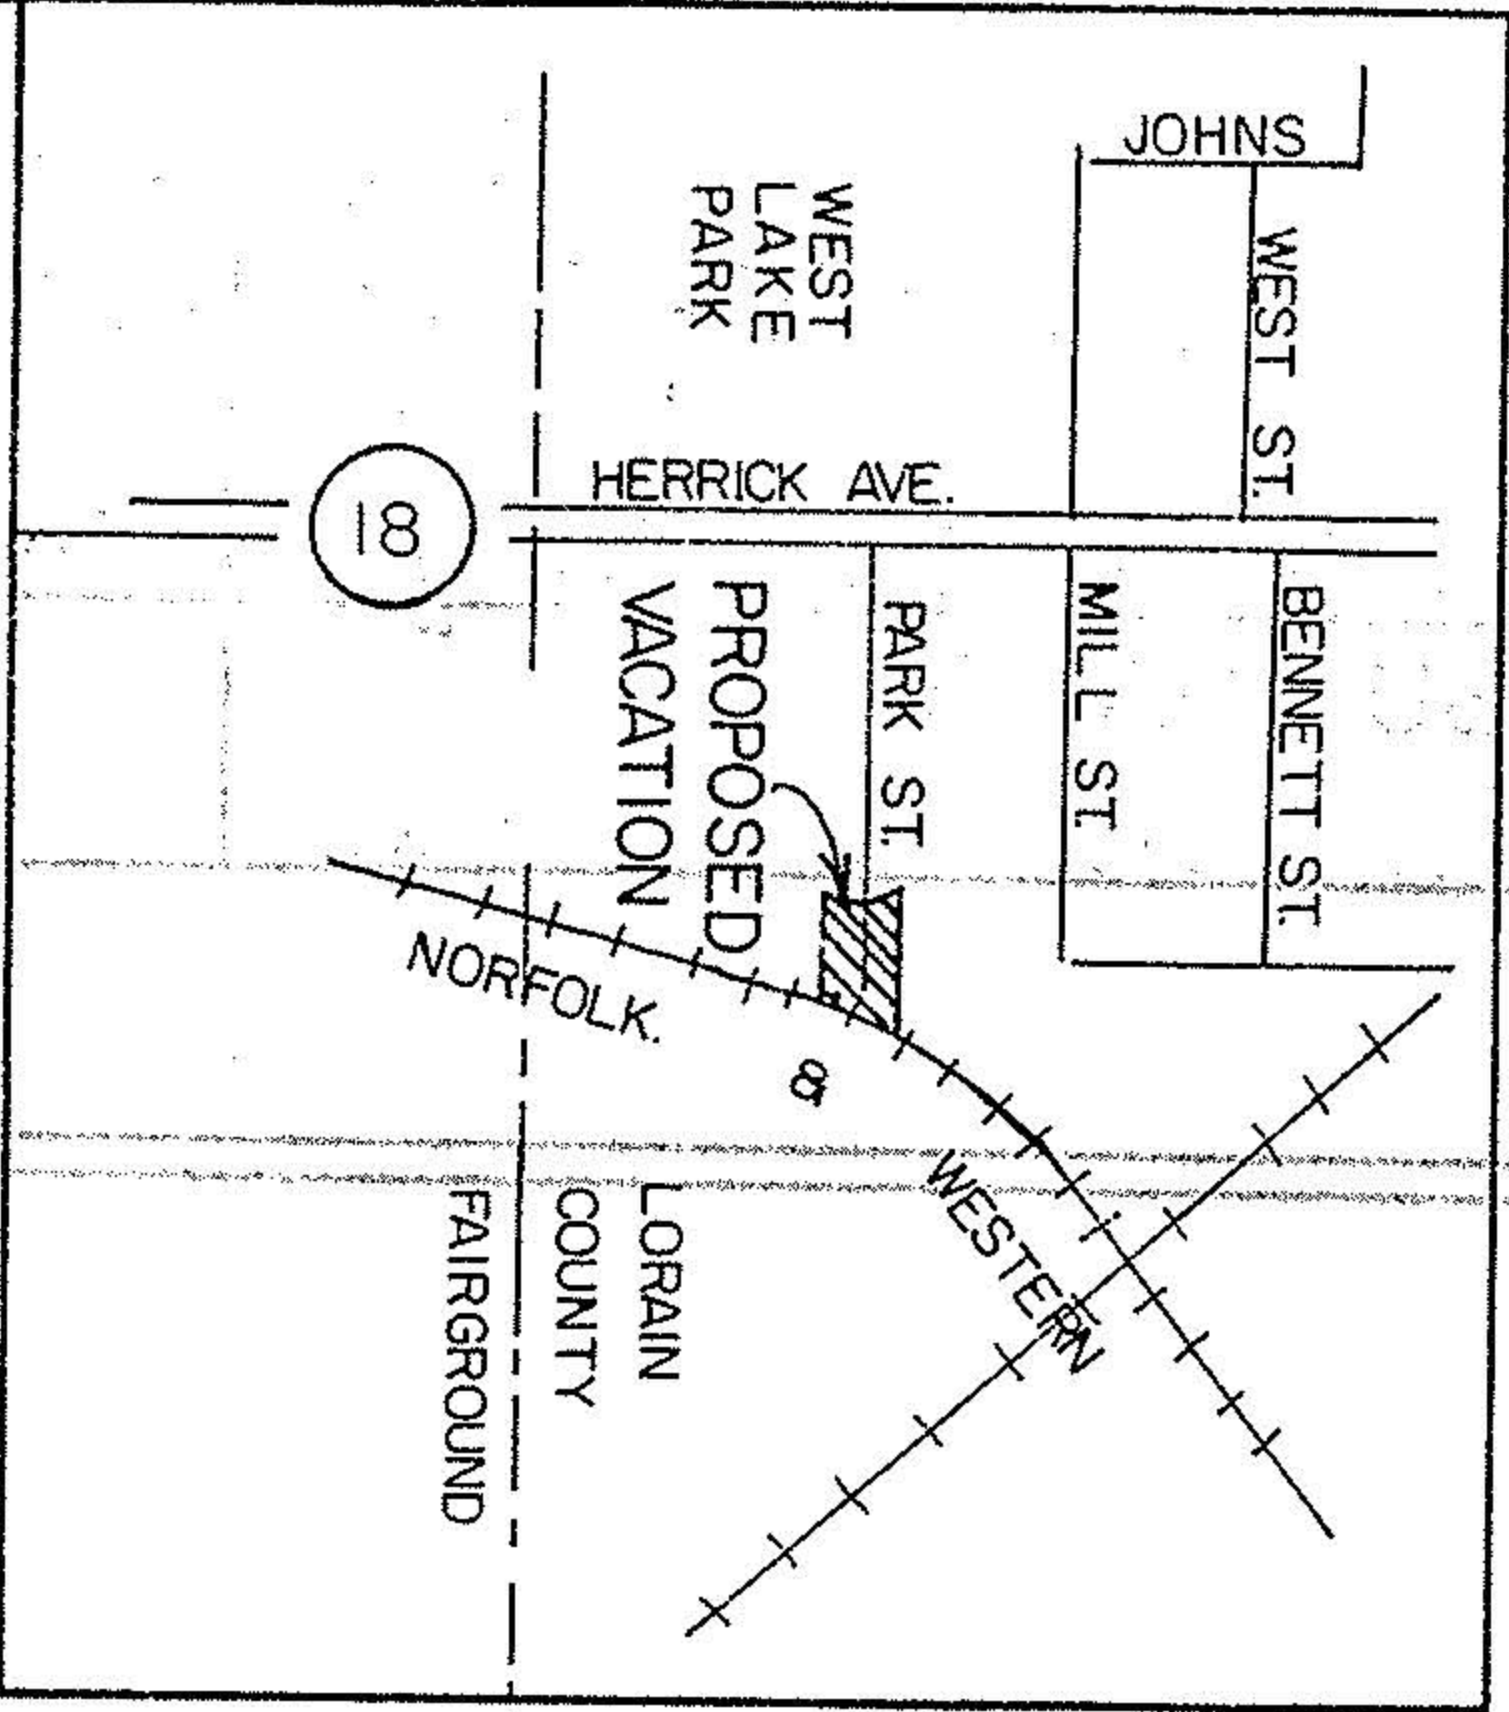 JOHNS
WEST ST.
WEST
LAKE
PARK
HERRICK AVE.
18
PROPOSED
VACATION
PARK ST.
MILL ST.
BENNETT ST.
NORFOLK.
&
WESTERN
LORAIN
COUNTY
FAIRGROUND